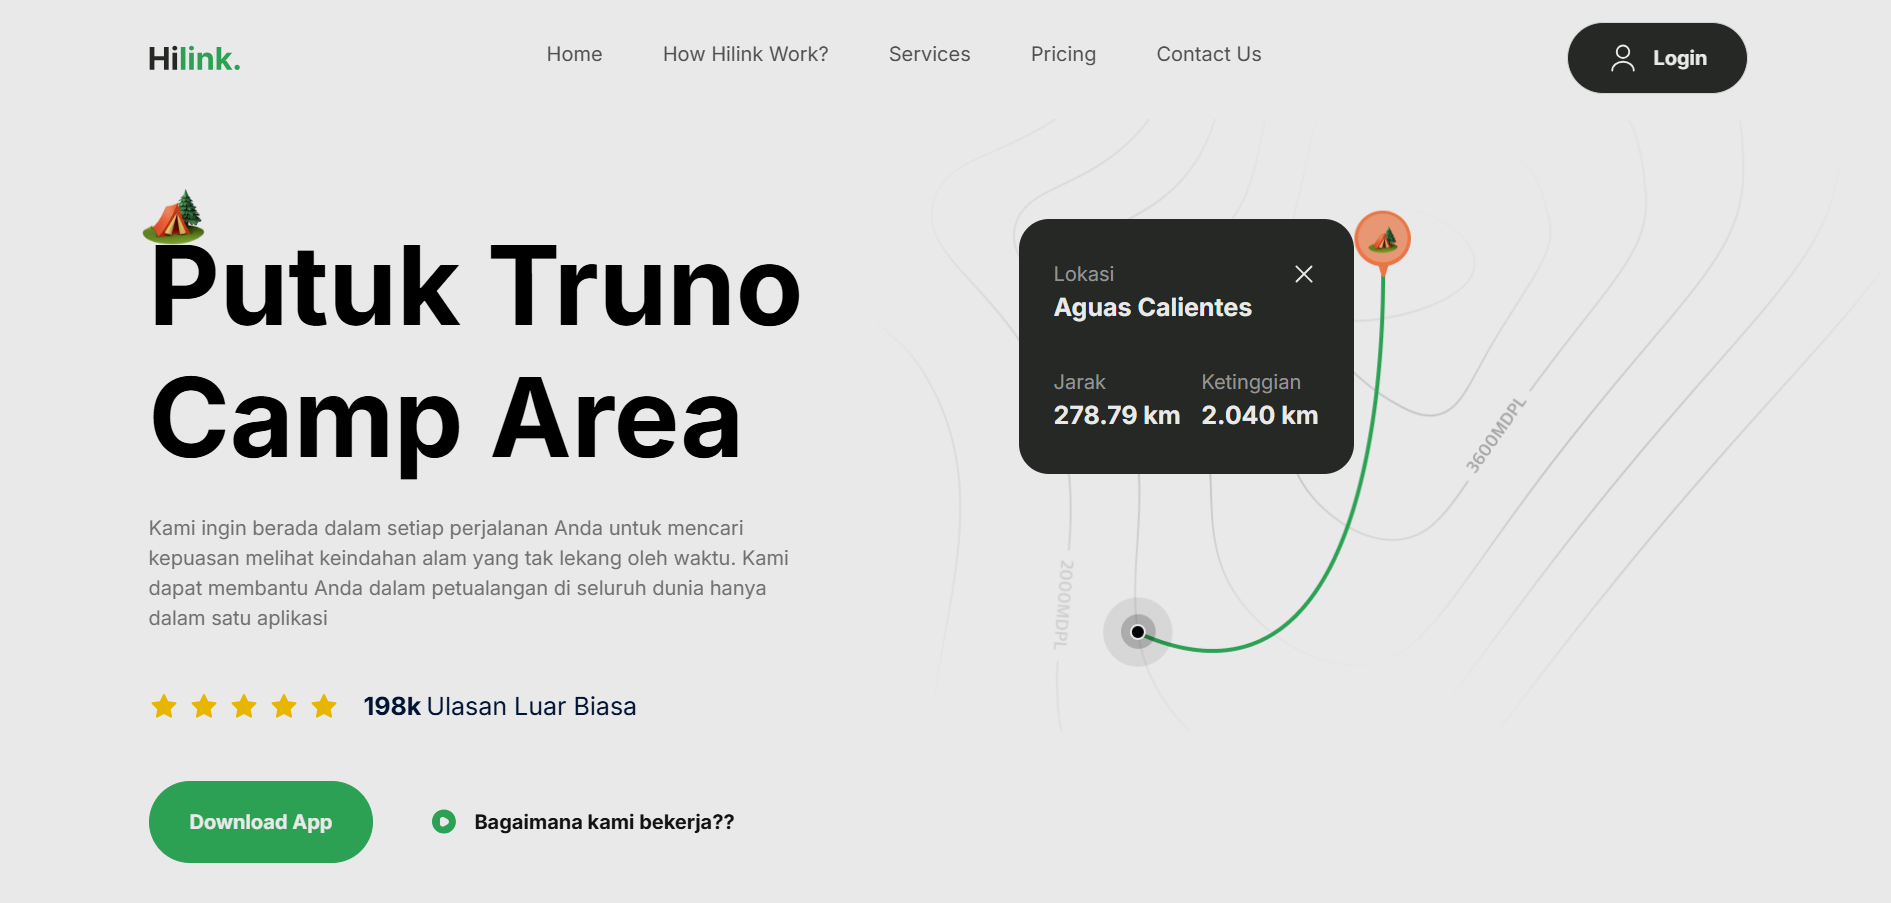 Hilink.
Home
How Hilink Work?
Services
Pricing
Contact Us
Login
Putuk Truno
Camp Area
Kami ingin berada dalam setiap perjalanan Anda untuk mencari
kepuasan melihat keindahan alam yang tak lekang oleh waktu. Kami
dapat membantu Anda dalam petualangan di seluruh dunia hanya
dalam satu aplikasi
198k Ulasan Luar Biasa
Download App
Bagaimana kami bekerja??
Lokasi
Aguas Calientes
Jarak
278.79 km
Ketinggian
2.040 km
3600MDPL
2000MDPL